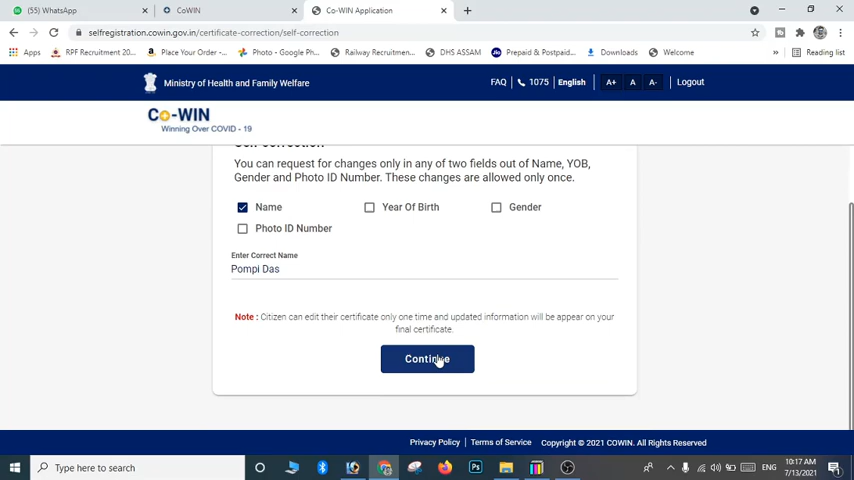 (55) WhatsApp
CoWIN
Co-WIN Application
selfregistration.cowin.gov.in/certificate-correction/self-correction
Apps
RPF Recruitment 20...
Place Your Order -...
Photo - Google Ph...
Railway Recruitmen...
DHS ASSAM
Prepaid & Postpaid...
Downloads
Welcome
Reading list
Ministry of Health and Family Welfare
FAQ
1075
English
A+
A
A-
Logout
Co-WIN
Winning Over COVID - 19
Self-correction
You can request for changes only in any of two fields out of Name, YOB,
Gender and Photo ID Number. These changes are allowed only once.
Name
Year Of Birth
Gender
Photo ID Number
Enter Correct Name
Pompi Das
Note : Citizen can edit their certificate only one time and updated information will be appear on your
final certificate.
Continue
Privacy Policy
Terms of Service
Copyright © 2021 COWIN. All Rights Reserved
Type here to search
Ps
ENG
10:17 AM
7/13/2021